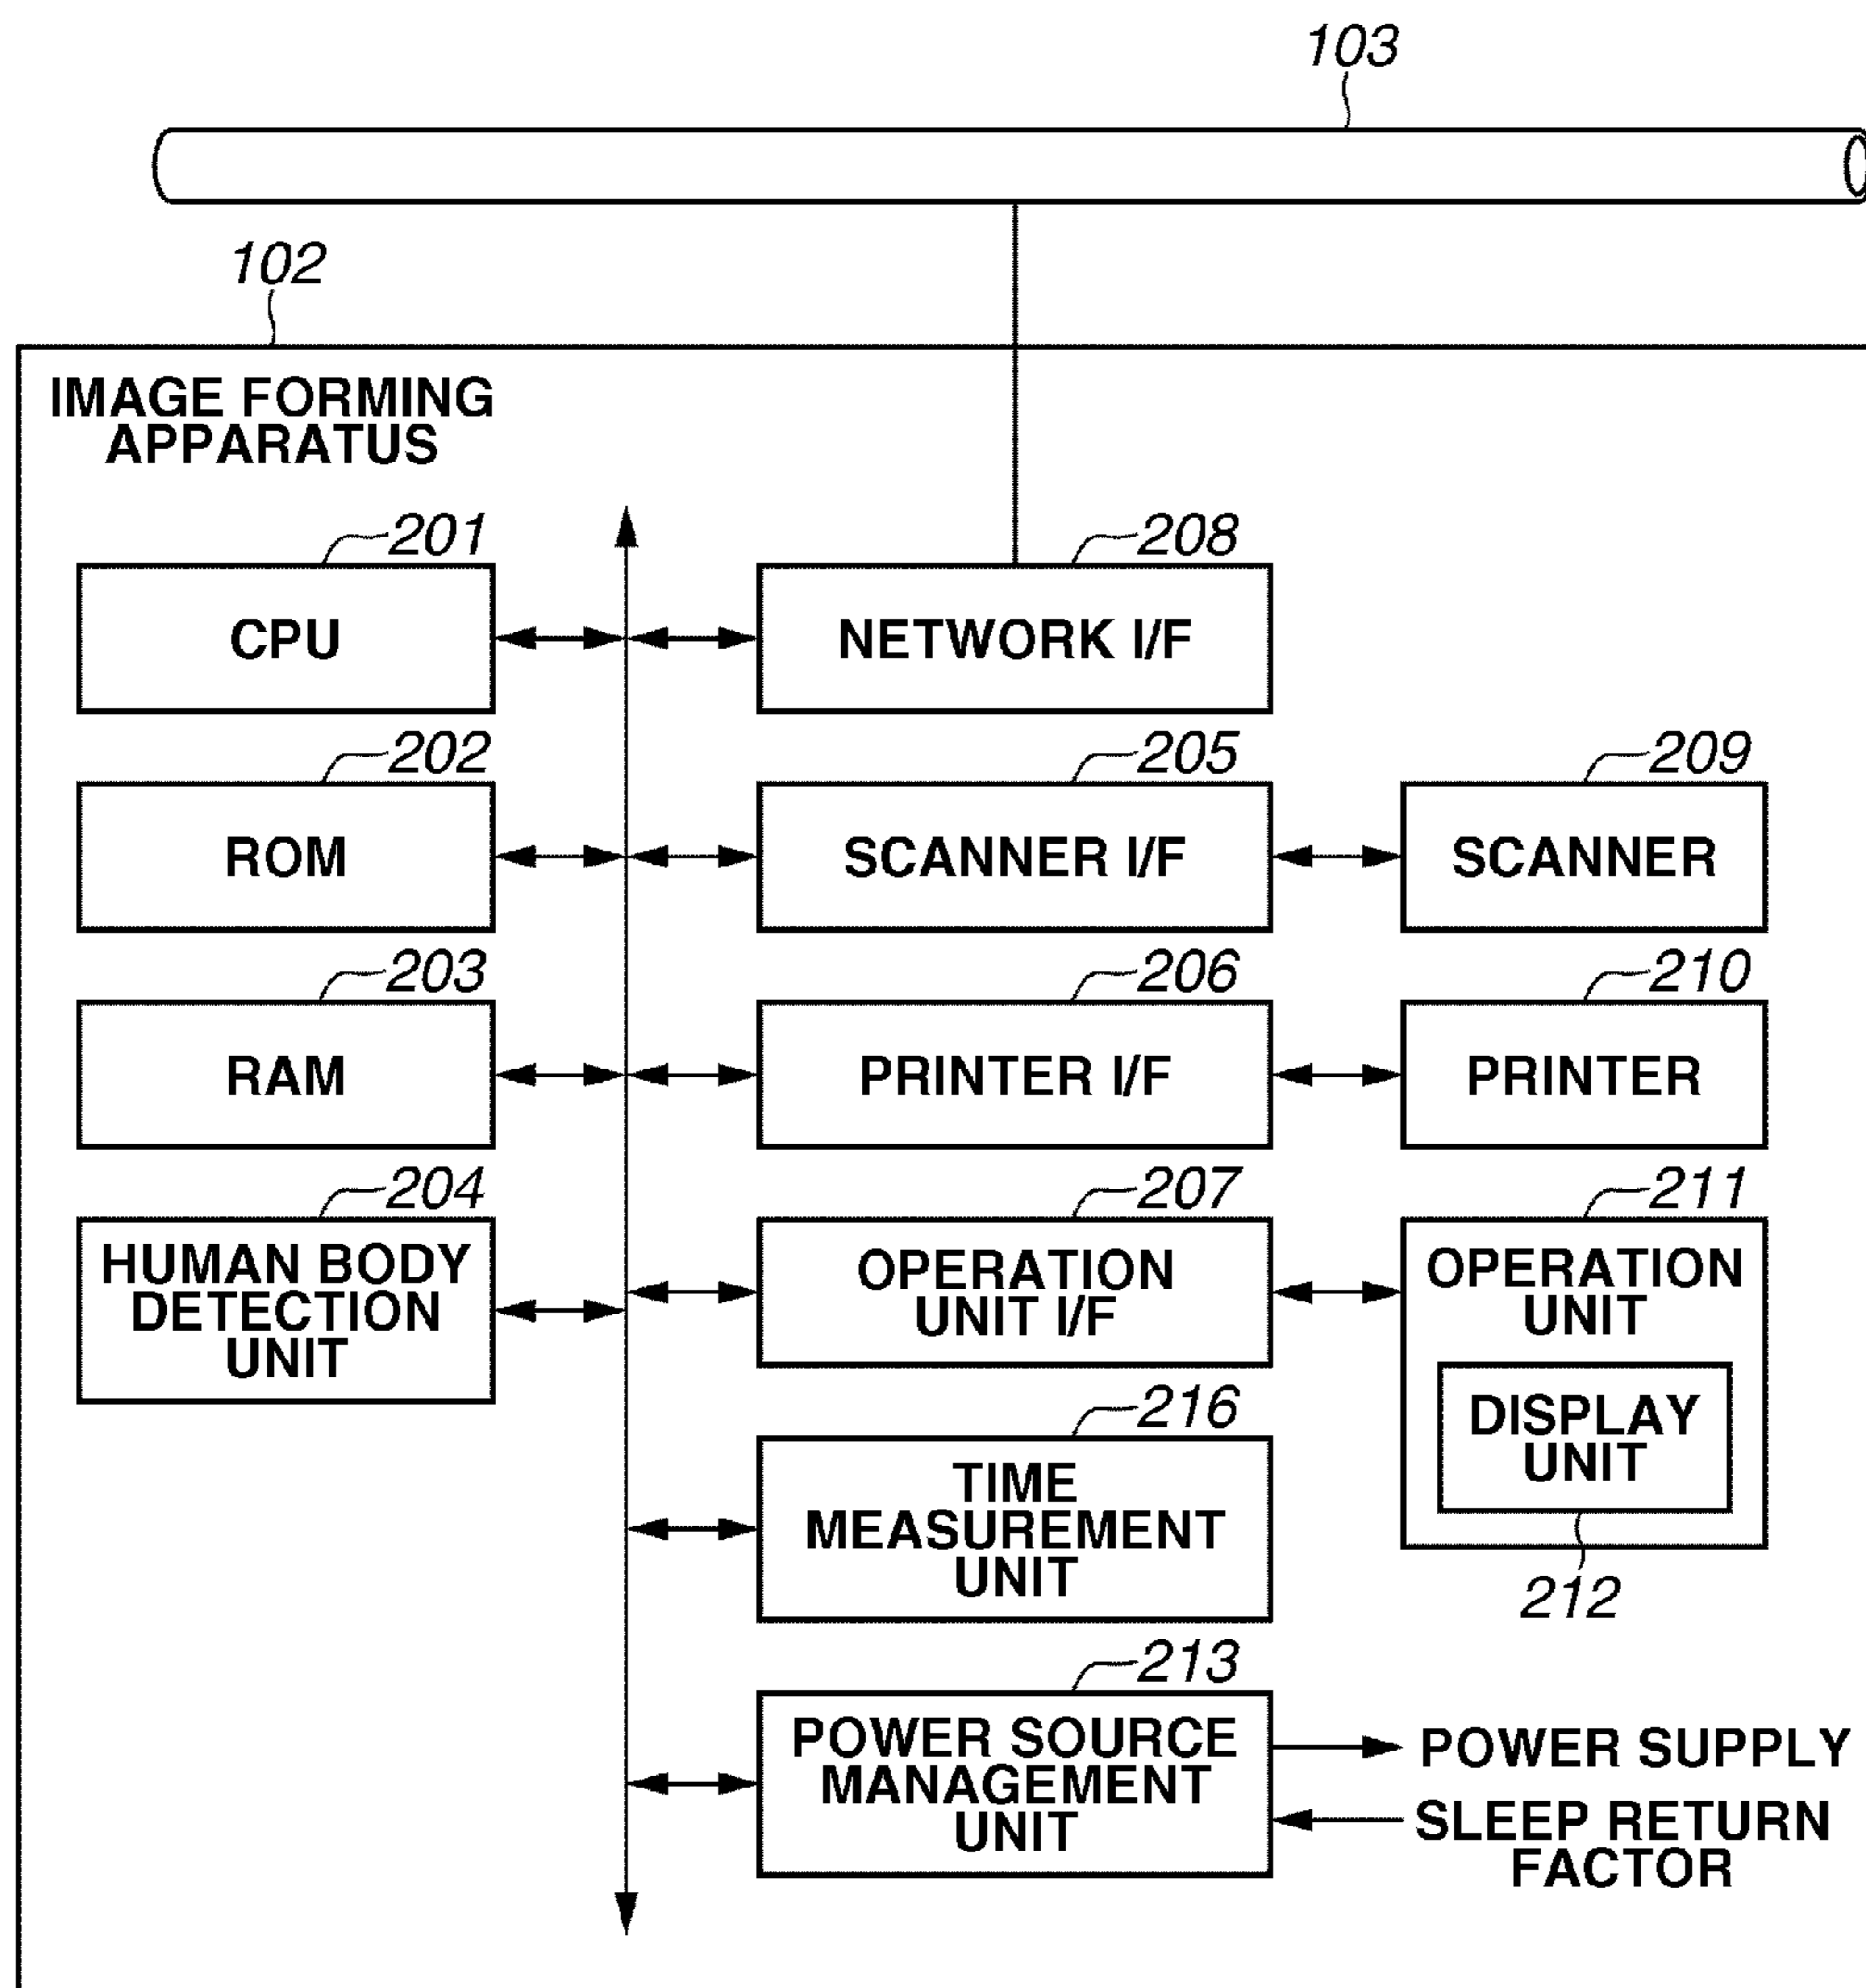 103
102
IMAGE FORMING
APPARATUS
201
CPU
208
NETWORK I/F
202
ROM
205
SCANNER I/F
209
SCANNER
203
RAM
206
PRINTER I/F
210
PRINTER
204
HUMAN BODY
DETECTION
UNIT
207
OPERATION
UNIT I/F
211
OPERATION
UNIT
DISPLAY
UNIT
212
216
TIME
MEASUREMENT
UNIT
213
POWER SOURCE
MANAGEMENT
UNIT
POWER SUPPLY
SLEEP RETURN
FACTOR